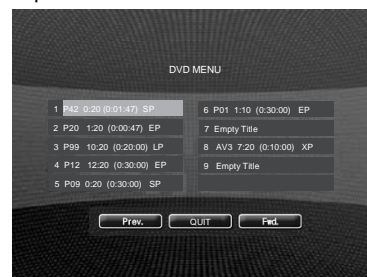 DVD MENU
1 P42 0:20 (0:01:47) SP
2 P20 1:20 (0:00:47) EP
3 P99 10:20 (0:20:00) LP
4 P12 12:20 (0:30:00) EP
5 P09 0:20 (0:30:00) SP
6 P01 1:10 (0:30:00) EP
7 Empty Title
8 AV3 7:20 (0:10:00) XP
9 Empty Title
Prev. QUIT Fwd.